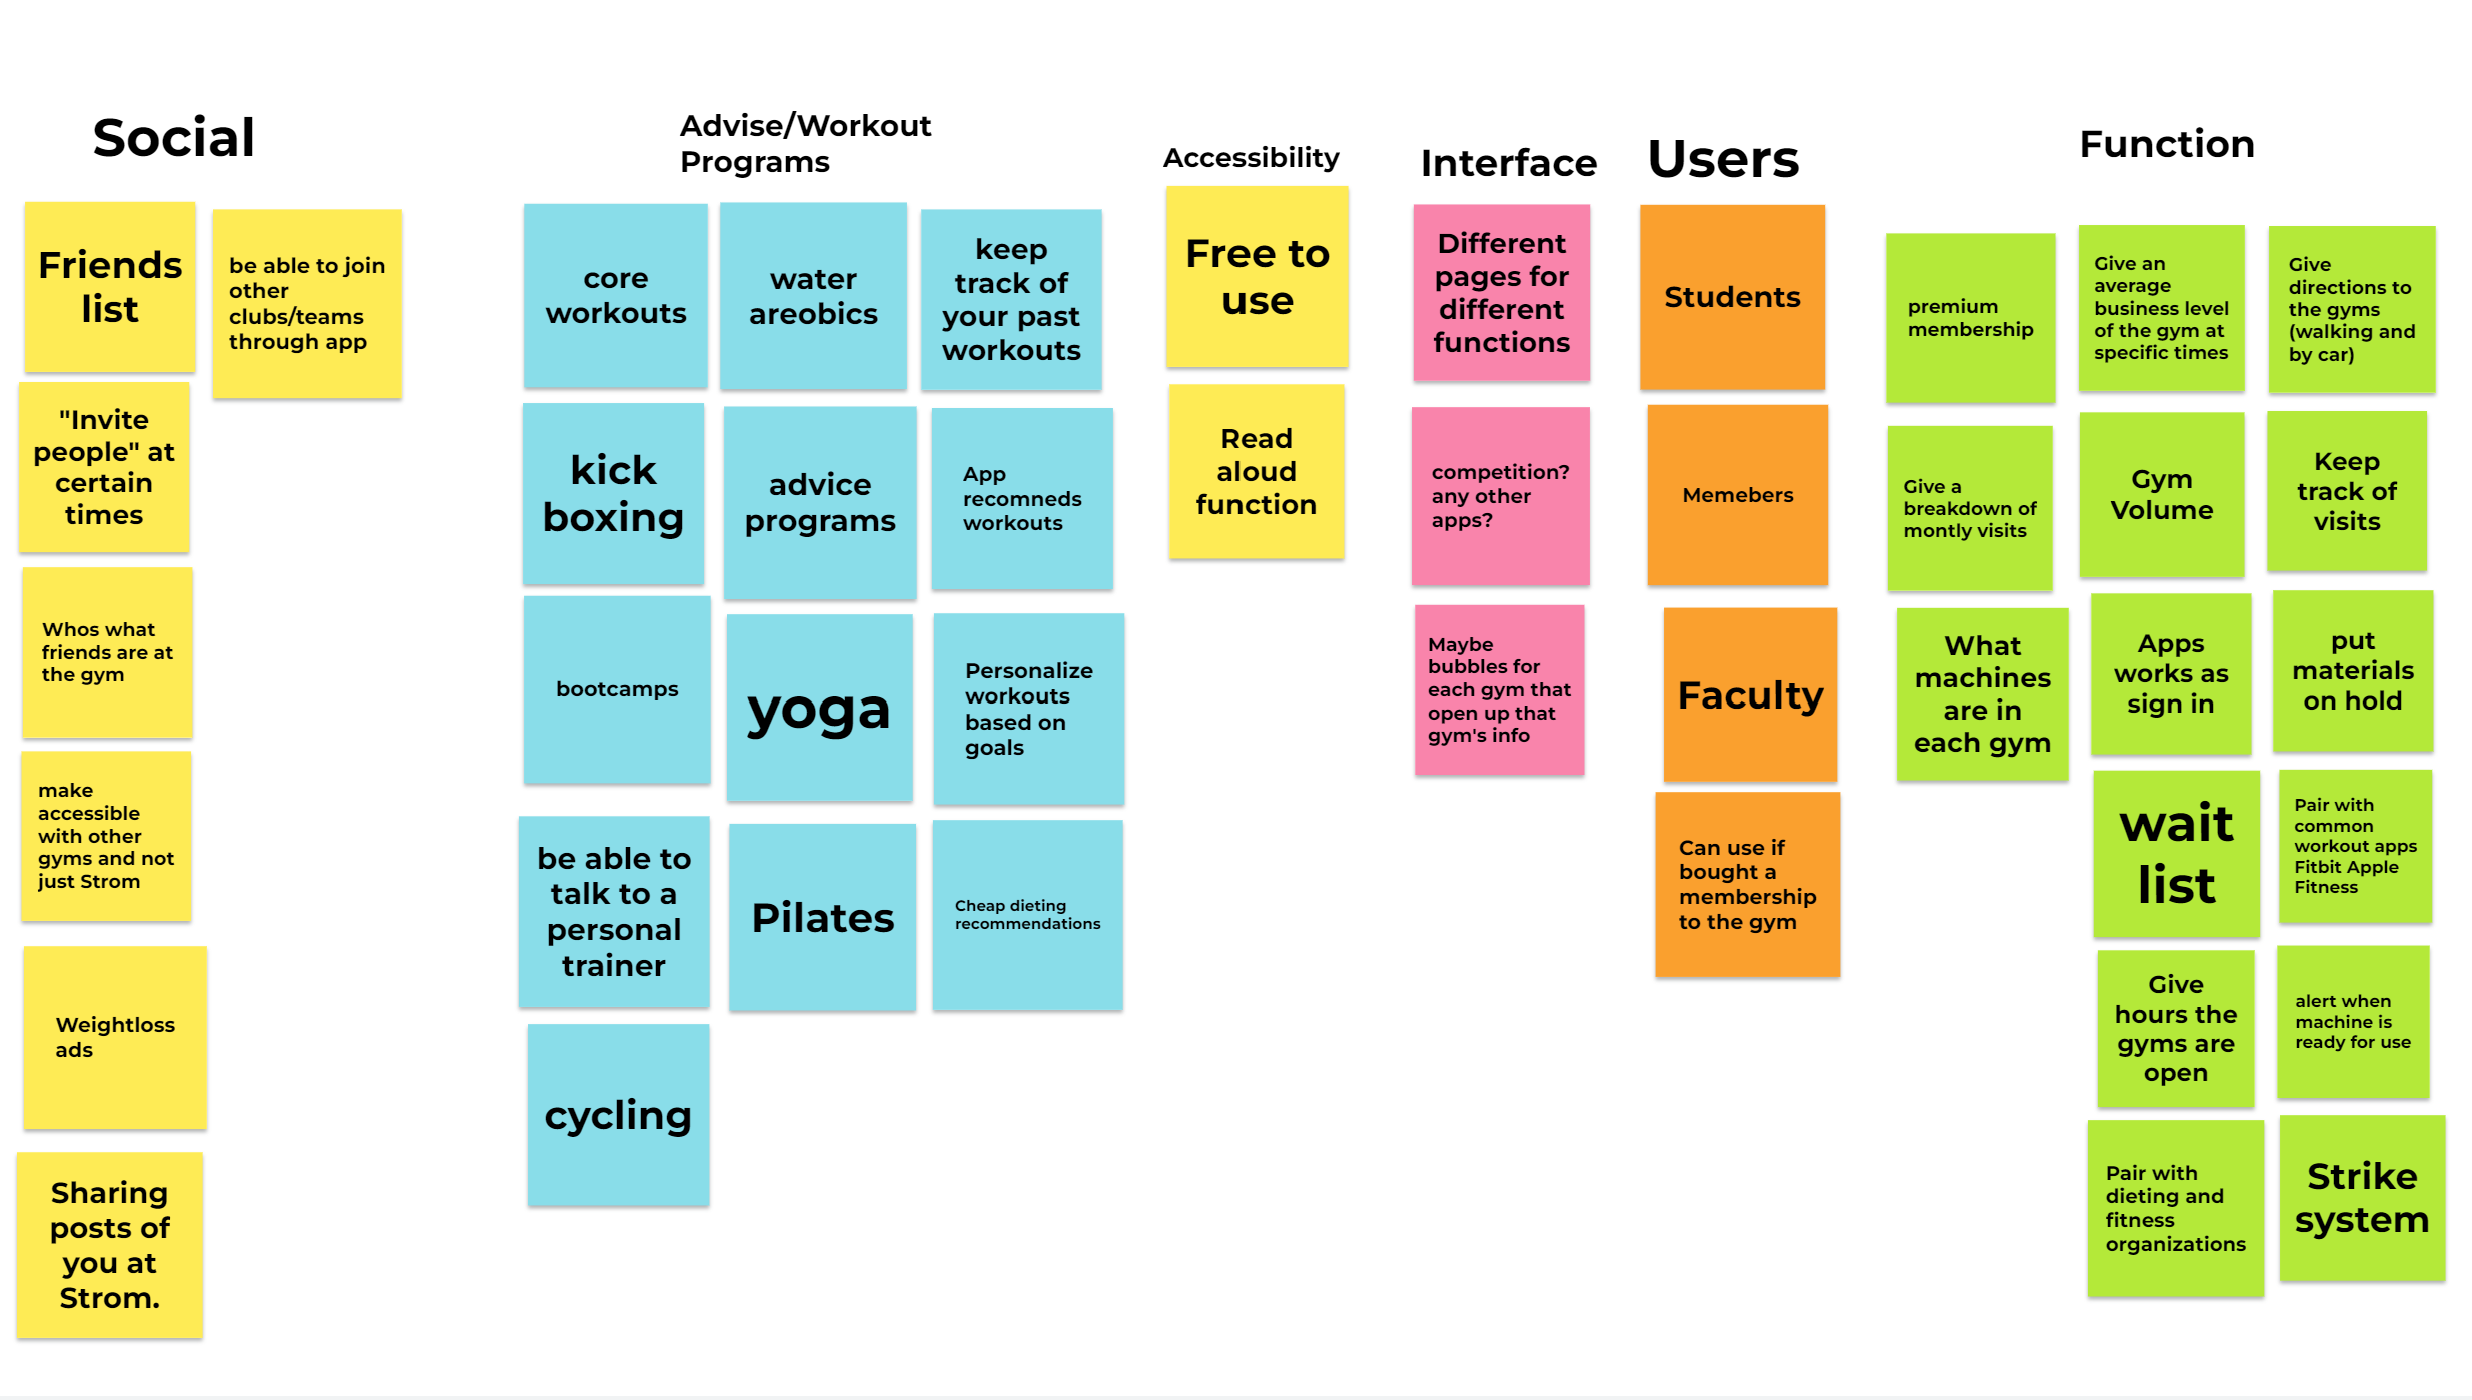 Social
Friends
list
be able to join
other
clubs/teams
through app
"Invite
people" at
certain
times
Whos what
friends are at
the gym
make
accessible
with other
gyms and not
just Strom
Weightloss
ads
Sharing
posts of
you at
Strom.
Advise/Workout
Programs
core
workouts
water
areobics
keep
track of
your past
workouts
kick
boxing
advice
programs
App
recomneds
workouts
bootcamps
yoga
Personalize
workouts
based on
goals
be able to
talk to a
personal
trainer
Pilates
Cheap dieting
recommendations
cycling
Accessibility
Free to
use
Read
aloud
function
Interface
Different
pages for
different
functions
competition?
any other
apps?
Maybe
bubbles for
each gym that
open up that
gym's info
Users
Students
Memebers
Faculty
Can use if
bought a
membership
to the gym
Function
premium
membership
Give an
average
business level
of the gym at
specific times
Give
directions to
the gyms
(walking and
by car)
Give a
breakdown of
montly visits
Gym
Volume
Keep
track of
visits
What
machines
are in
each gym
Apps
works as
sign in
put
materials
on hold
wait
list
Pair with
common
workout apps
Fitbit Apple
Fitness
Give
hours the
gyms are
open
alert when
machine is
ready for use
Pair with
dieting and
fitness
organizations
Strike
system